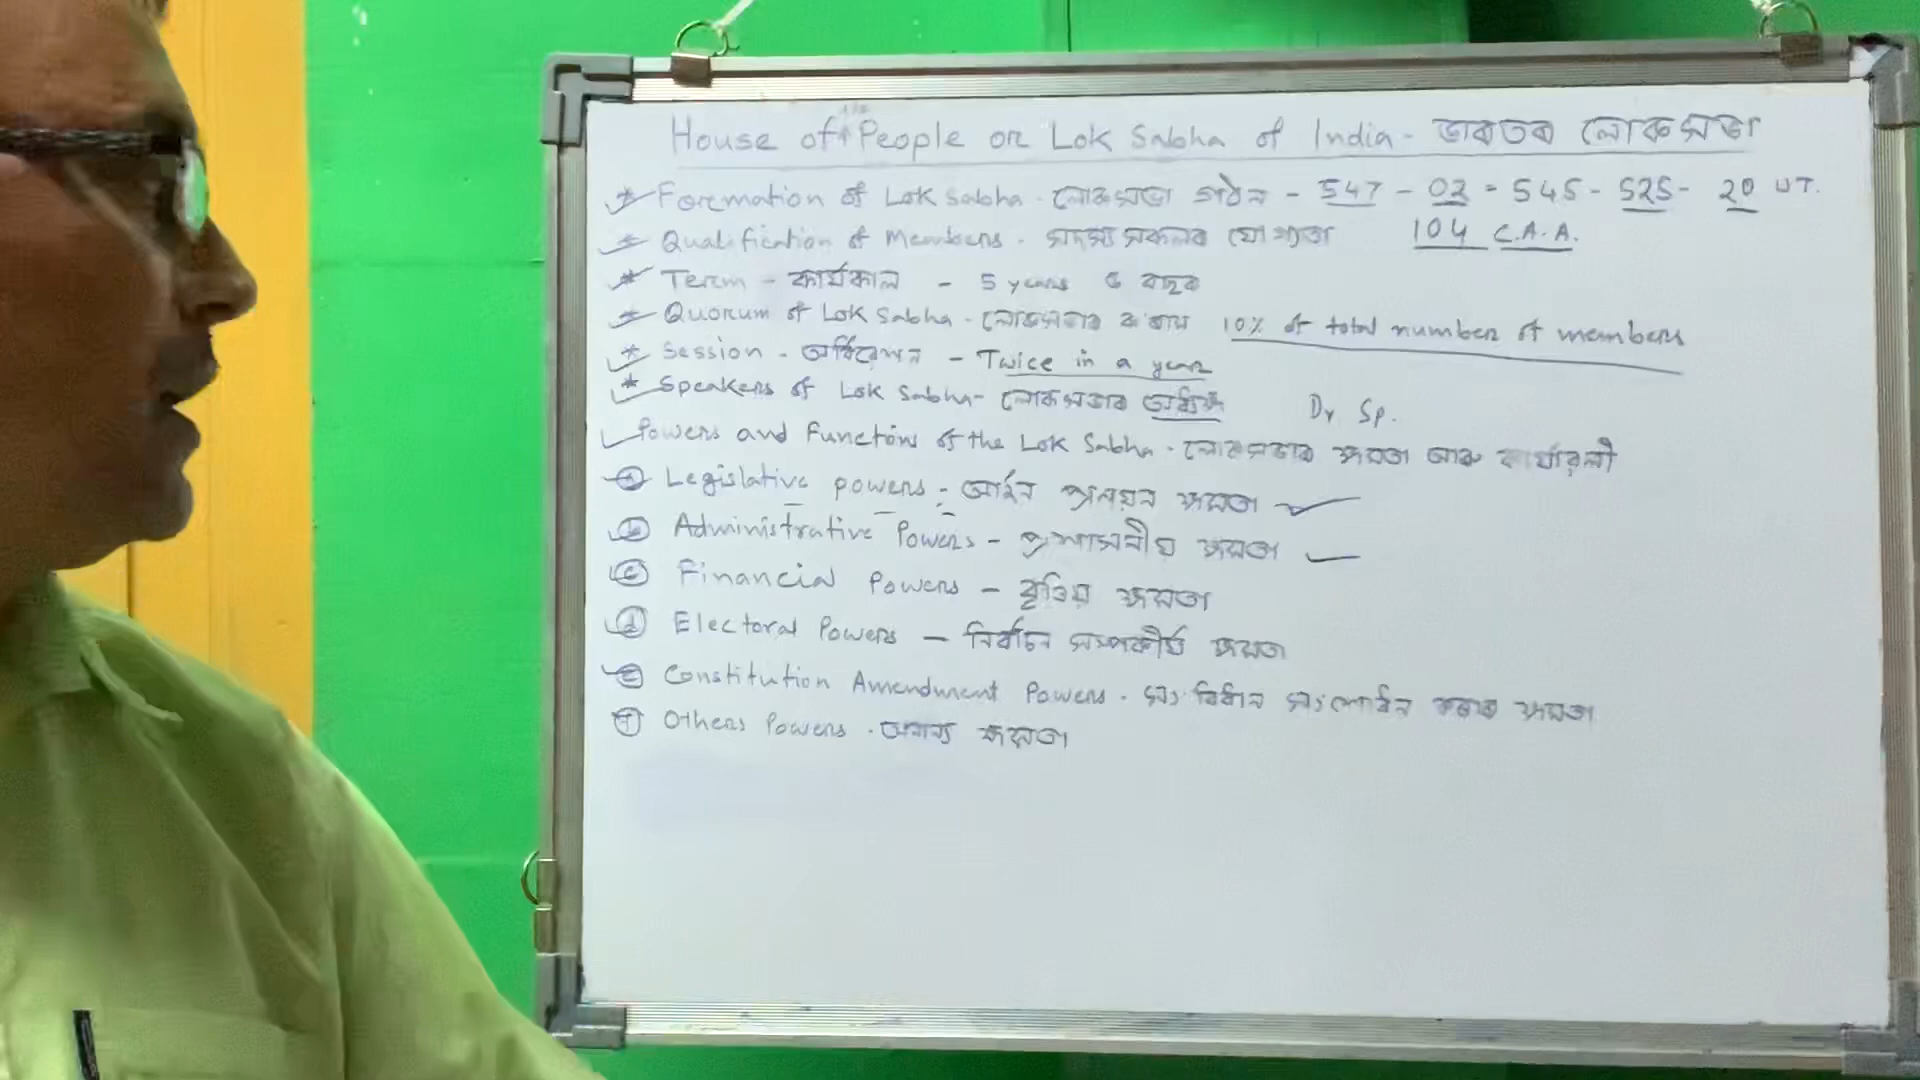 House of the People or Lok Sabha of India - ভাৰতৰ লোকসভা
* Formation of Lok Sabha - লোকসভা গঠন - 547 - 02 = 545 - 525 - 20 UT.
* Qualification of Members - সদস্য সকলৰ যোগ্যতা 104 C.A.A.
* Term - কাৰ্যকাল - 5 years ৫ বছৰ
* Quorum of Lok Sabha - লোকসভাৰ ক'ৰাম 10% of total number of members
* Session - অধিবেশন - Twice in a year
* Speakers of Lok Sabha - লোকসভাৰ অধ্যক্ষ Dy Sp.
Powers and Functions of the Lok Sabha - লোকসভাৰ ক্ষমতা আৰু কাৰ্যাৱলী
(a) Legislative powers - আইন প্ৰণয়ন ক্ষমতা
(b) Administrative Powers - প্ৰশাসনীয় ক্ষমতা
(c) Financial Powers - বৃত্তিয় ক্ষমতা
(d) Electoral Powers - নিৰ্বাচন সম্পৰ্কীয় ক্ষমতা
(e) Constitution Amendment Powers - সংবিধান সংশোধন কৰাৰ ক্ষমতা
(f) Others Powers - অন্যান্য ক্ষমতা